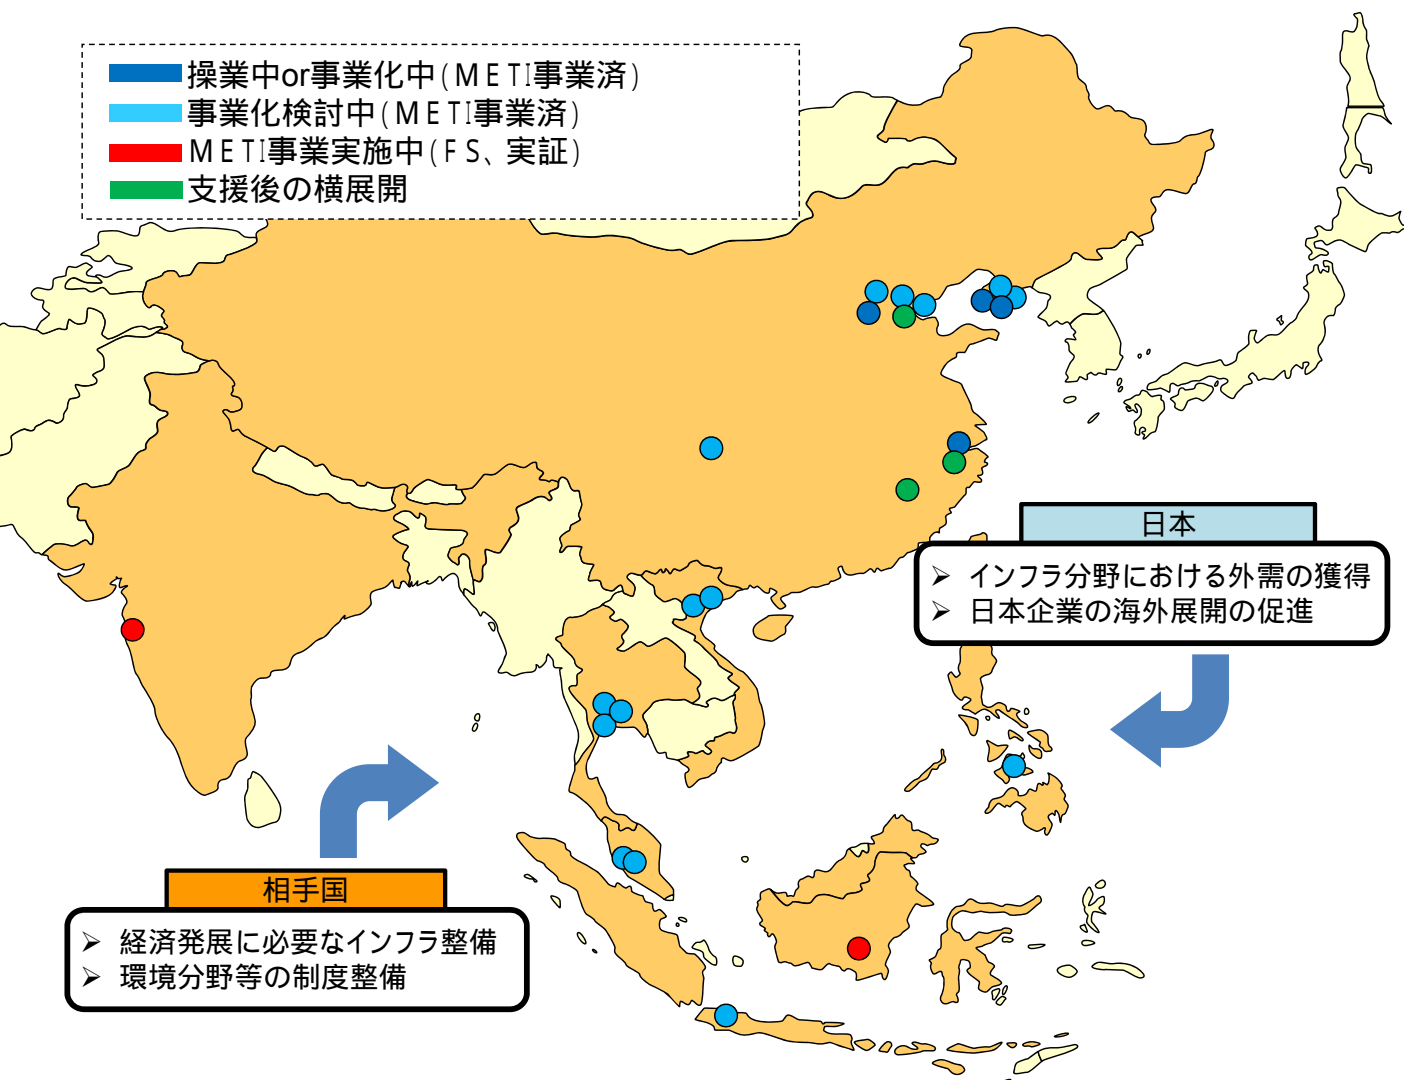 操業中or事業化中(METI事業済)
事業化検討中(METI事業済)
METI事業実施中(FS、実証)
支援後の横展開
日本
➢ インフラ分野における外需の獲得
➢ 日本企業の海外展開の促進
相手国
➢ 経済発展に必要なインフラ整備
➢ 環境分野等の制度整備